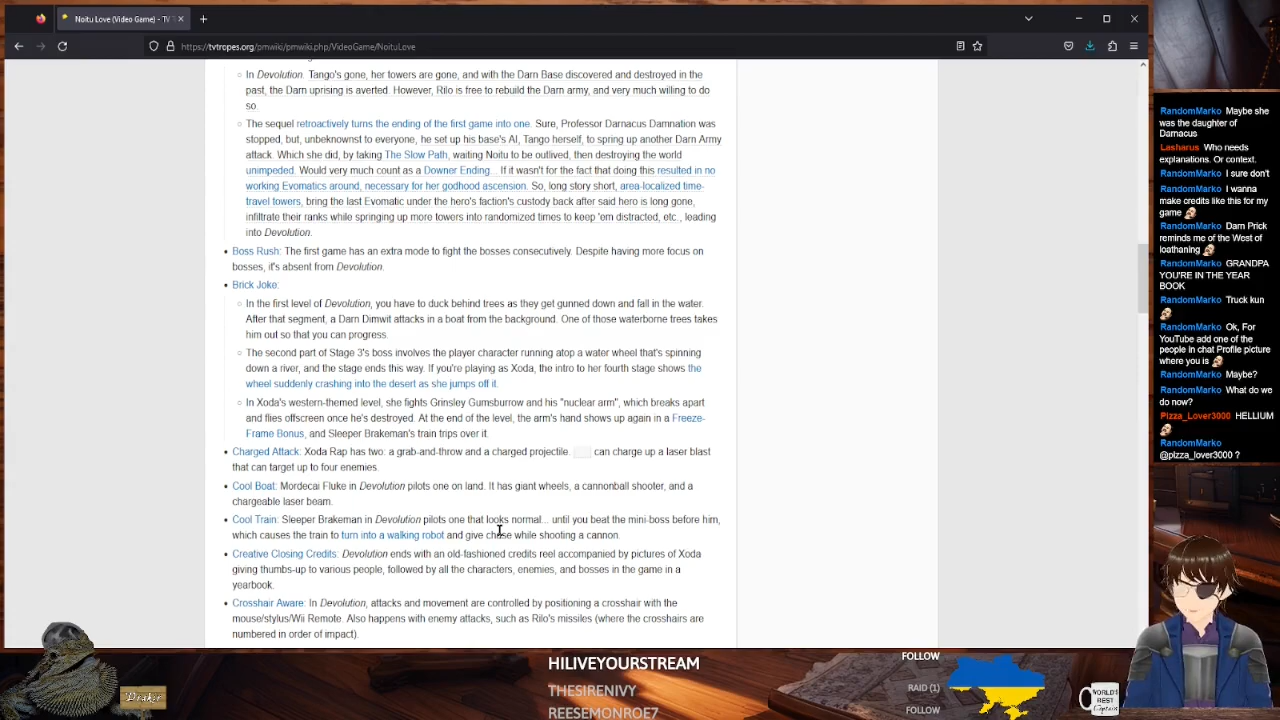 Noitu Love (Video Game) - TV T
https://tvtropes.org/pmwiki/pmwiki.php/VideoGame/NoituLove
In Devolution. Tango's gone, her towers are gone, and with the Darn Base discovered and destroyed in the
past, the Darn uprising is averted. However, Rilo is free to rebuild the Darn army, and very much willing to do
so.
The sequel retroactively turns the ending of the first game into one. Sure, Professor Darnacus Damnation was
stopped, but, unbeknownst to everyone, he set up his base's AI, Tango herself, to spring up another Darn Army
attack. Which she did, by taking The Slow Path, waiting Noitu to be outlived, then destroying the world
unimpeded. Would very much count as a Downer Ending... If it wasn't for the fact that doing this resulted in no
working Evomatics around, necessary for her godhood ascension. So, long story short, area-localized time-
travel towers, bring the last Evomatic under the hero's faction's custody back after said hero is long gone,
infiltrate their ranks while springing up more towers into randomized times to keep 'em distracted, etc., leading
into Devolution.
• Boss Rush: The first game has an extra mode to fight the bosses consecutively. Despite having more focus on
bosses, it's absent from Devolution.
• Brick Joke:
In the first level of Devolution, you have to duck behind trees as they get gunned down and fall in the water.
After that segment, a Darn Dimwit attacks in a boat from the background. One of those waterborne trees takes
him out so that you can progress.
The second part of Stage 3's boss involves the player character running atop a water wheel that's spinning
down a river, and the stage ends this way. If you're playing as Xoda, the intro to her fourth stage shows the
wheel suddenly crashing into the desert as she jumps off it.
In Xoda's western-themed level, she fights Grinsley Gumsburrow and his "nuclear arm", which breaks apart
and flies offscreen once he's destroyed. At the end of the level, the arm's hand shows up again in a Freeze-
Frame Bonus, and Sleeper Brakeman's train trips over it.
• Charged Attack: Xoda Rap has two: a grab-and-throw and a charged projectile. can charge up a laser blast
that can target up to four enemies.
• Cool Boat: Mordecai Fluke in Devolution pilots one on land. It has giant wheels, a cannonball shooter, and a
chargeable laser beam.
• Cool Train: Sleeper Brakeman in Devolution pilots one that looks normal... until you beat the mini-boss before him,
which causes the train to turn into a walking robot and give chase while shooting a cannon.
• Creative Closing Credits: Devolution ends with an old-fashioned credits reel accompanied by pictures of Xoda
giving thumbs-up to various people, followed by all the characters, enemies, and bosses in the game in a
yearbook.
• Crosshair Aware: In Devolution, attacks and movement are controlled by positioning a crosshair with the
mouse/stylus/Wii Remote. Also happens with enemy attacks, such as Rilo's missiles (where the crosshairs are
numbered in order of impact).
RandomMarko Maybe she
was the daughter of
Darnacus
Lasharus Who needs
explanations. Or context.
RandomMarko I sure don't
RandomMarko I wanna
make credits like this for my
game
RandomMarko Darn Prick
reminds me of the West of
loathaning
RandomMarko GRANDPA
YOU'RE IN THE YEAR
BOOK
RandomMarko Truck kun
RandomMarko Ok, For
YouTube add one of the
people in chat Profile picture
where you is
RandomMarko Maybe?
RandomMarko What do we
do now?
Pizza_Lover3000 HELLIUM
RandomMarko
@pizza_lover3000 ?
Drako
HILIVEYOURSTREAM
THESIRENIVY
REESEMONROE7
FOLLOW
RAID (1)
FOLLOW
WORLD'S
BEST